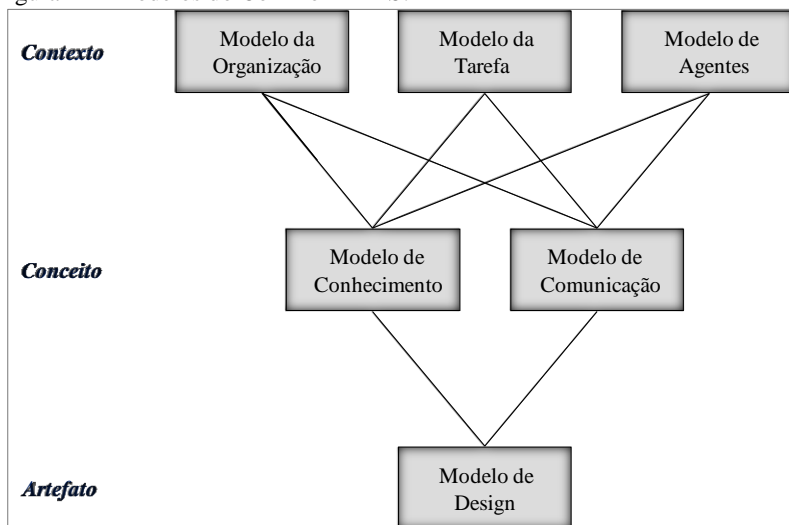 Modelo da
Organização
Modelo da
Tarefa
Modelo de
Agentes
Contexto
Modelo de
Conhecimento
Modelo de
Comunicação
Conceito
Modelo de
Design
Artefato